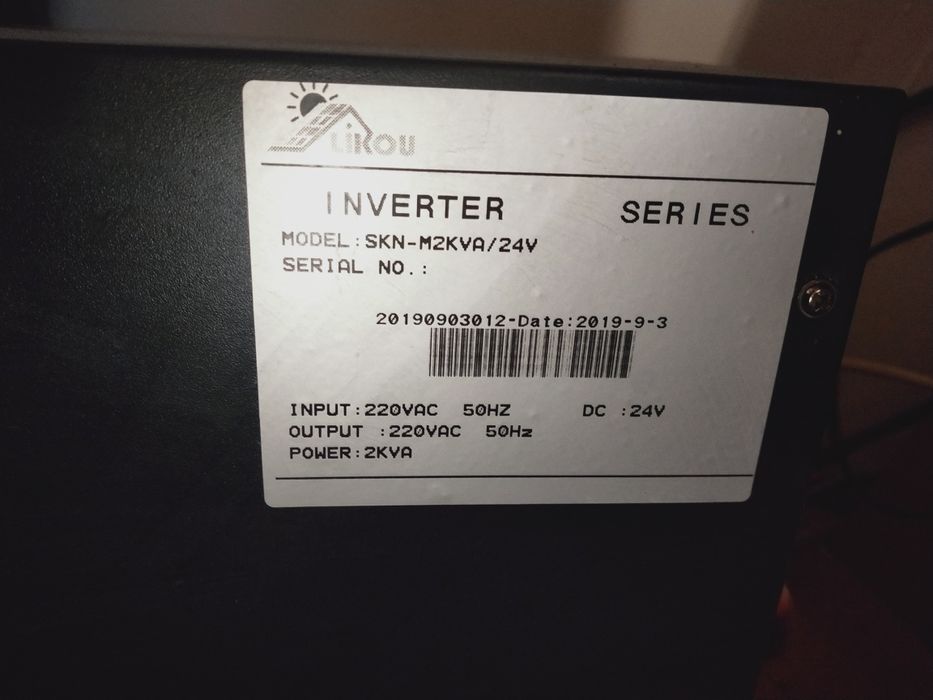 LiKOU
INVERTER SERIES
MODEL:SKN-M2KVA/24V
SERIAL NO.:
20190903012-Date:2019-9-3
INPUT:220VAC 50HZ DC :24V
OUTPUT :220VAC 50Hz
POWER:2KVA